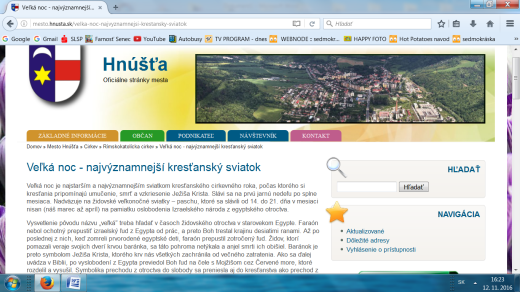 Veľká noc - najvýznamnejší k...
mesto.hnusta.sk/velka-noc-najvyznamnejsi-krestansky-sviatok
Hľadať
Google Gmail SLSP Farnosť Senec YouTube Autobusy TV PROGRAM - dnes WEBNODE :: sedmokr... HAPPY FOTO Hot Potatoes navod sedmokráska
Hnúšťa
Oficiálne stránky mesta
ZÁKLADNÉ INFORMÁCIE OBČAN PODNIKATEĽ NÁVŠTEVNÍK KONTAKT
Domov » Mesto Hnúšťa » Cirkev » Rímskokatolícka cirkev » Veľká noc - najvýznamnejší kresťanský sviatok
Veľká noc - najvýznamnejší kresťanský sviatok
Veľká noc je najstarším a najvýznamnejším sviatkom kresťanského cirkevného roka, počas ktorého si
kresťania pripomínajú umučenie, smrť a vzkriesenie Ježiša Krista. Slávi sa na prvú jarnú nedeľu po splne
mesiaca. Nadväzuje na židovské veľkonočné sviatky – paschu, ktoré sa slávili od 14. do 21. dňa v mesiaci
nisan (náš marec až apríl) na pamiatku oslobodenia Izraelského národa z egyptského otroctva.
Vysvetlenie pôvodu názvu „veľká" treba hľadať v časoch židovského otroctva v starovekom Egypte. Faraón
nebol ochotný prepustiť izraelský ľud z Egypta od prác, a preto Boh trestal krajinu desiatimi ranami. Až po
poslednej z nich, keď pomreli prvorodené egyptské deti, faraón prepustil zotročený ľud. Židov, ktorí
pomazali veraje svojich dverí krvou baránka, sa táto pohroma netýkala a anjel smrti ich obišiel. Baránok je
preto symbolom Ježiša Krista, ktorého krv nás všetkých zachránila od večného zatratenia. Ako sa ďalej
uvádza v Biblii, po vyslobodení z Egypta previedol Boh ľud na čele s Mojžišom cez Červené more, ktoré
rozdelil a vysušil. Symbolika prechodu z otroctva do slobody sa preniesla aj do kresťanstva ako prechod z
HĽADAŤ
Hľadať
NAVIGÁCIA
Aktualizované
Dôležité adresy
Vyhlásenie o prístupnosti
SK
16:23
12. 11. 2016